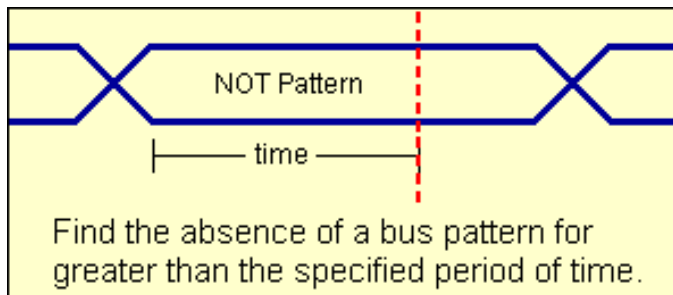 NOT Pattern
time
Find the absence of a bus pattern for
greater than the specified period of time.